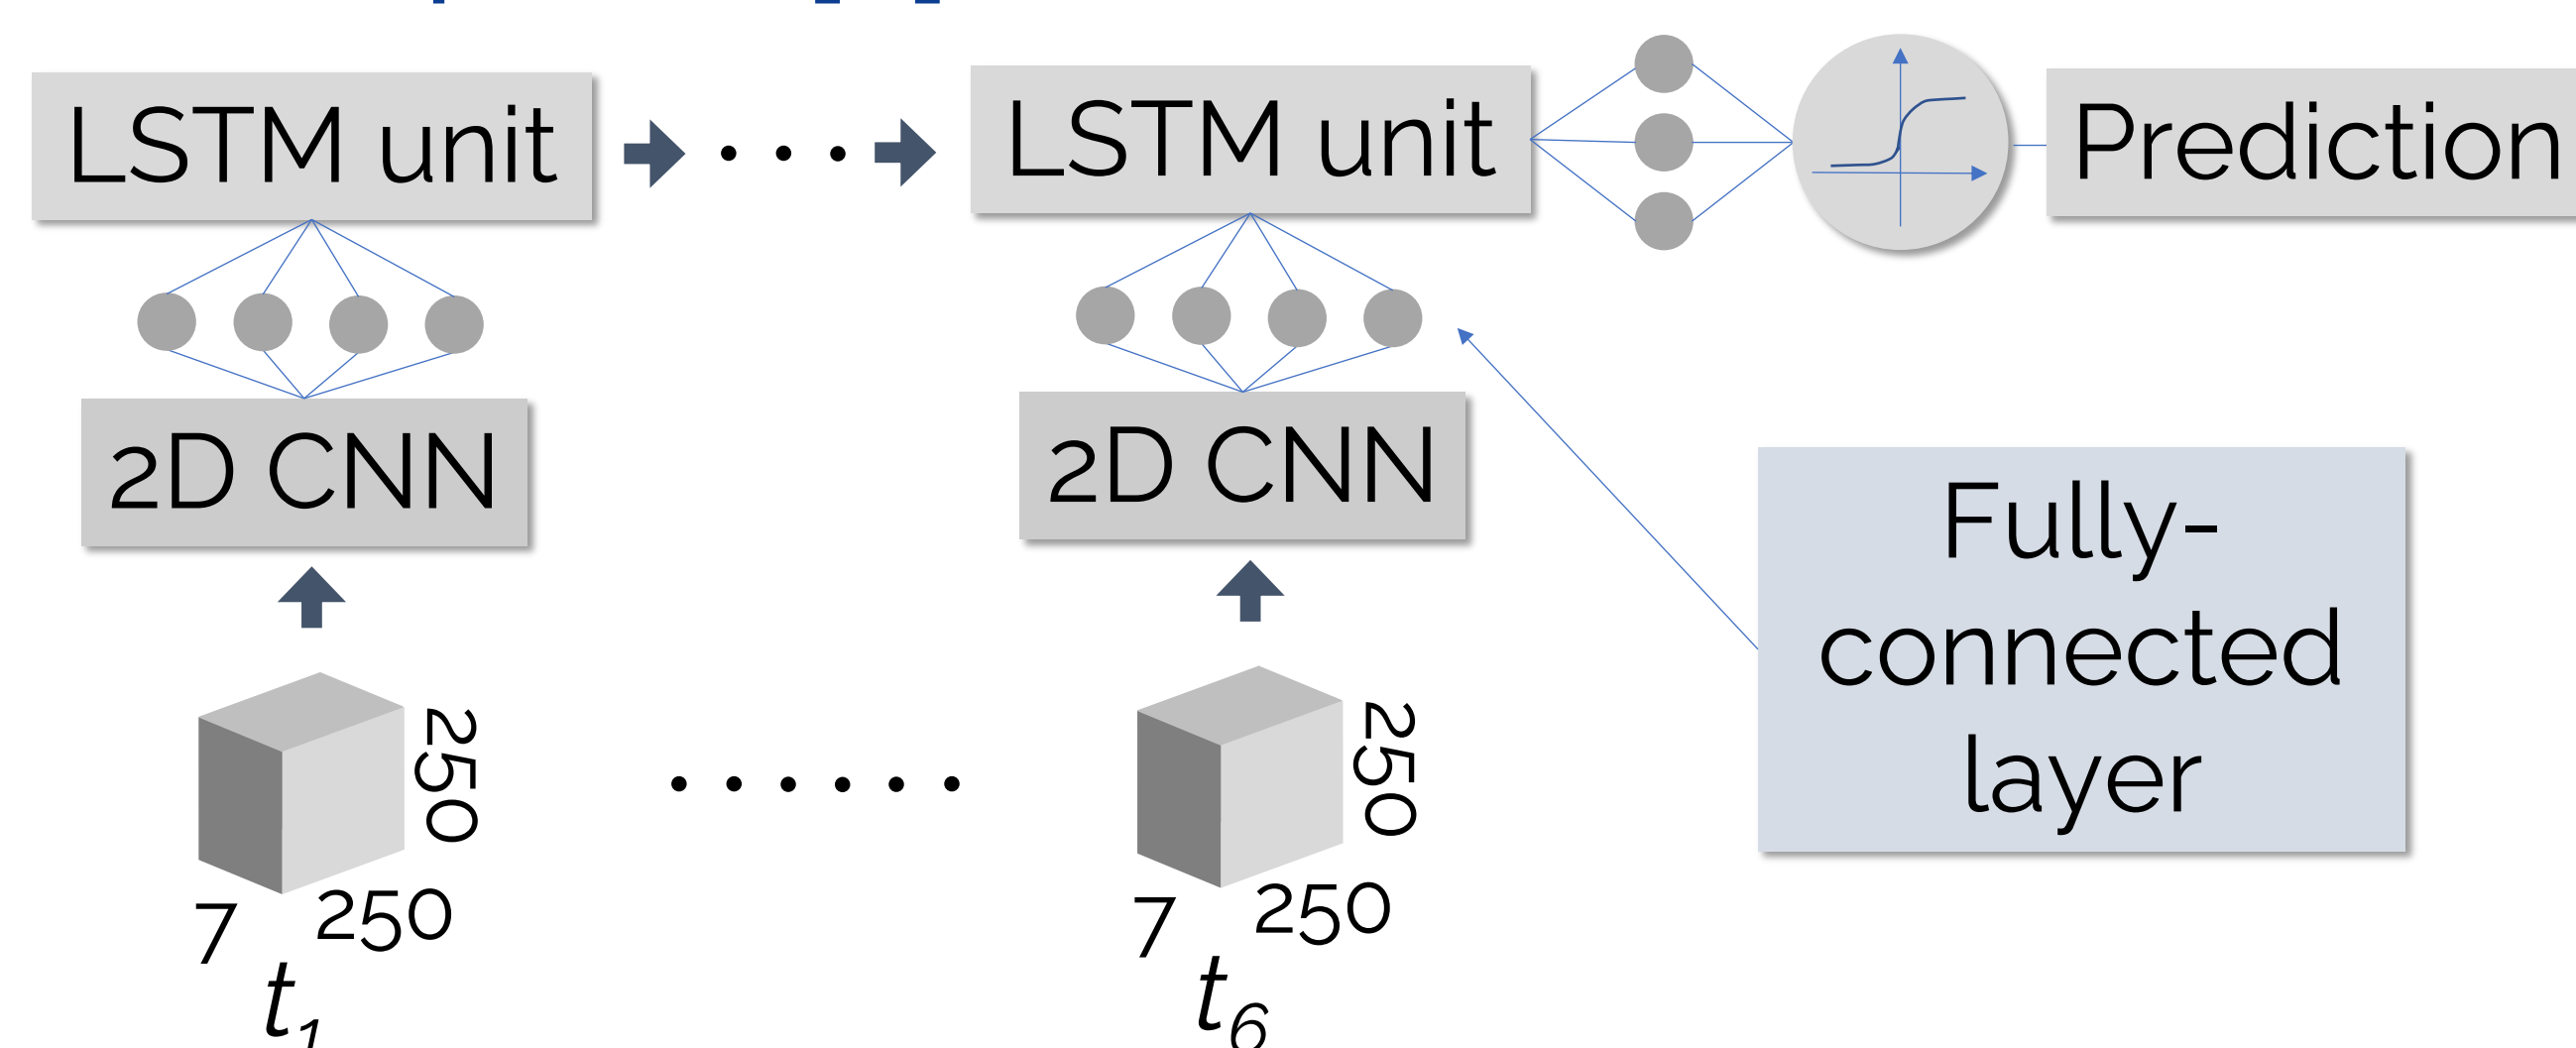 LSTM unit
LSTM unit
Prediction
2D CNN
2D CNN
Fully-
connected
layer
250
7
250
t1
250
7
250
t6